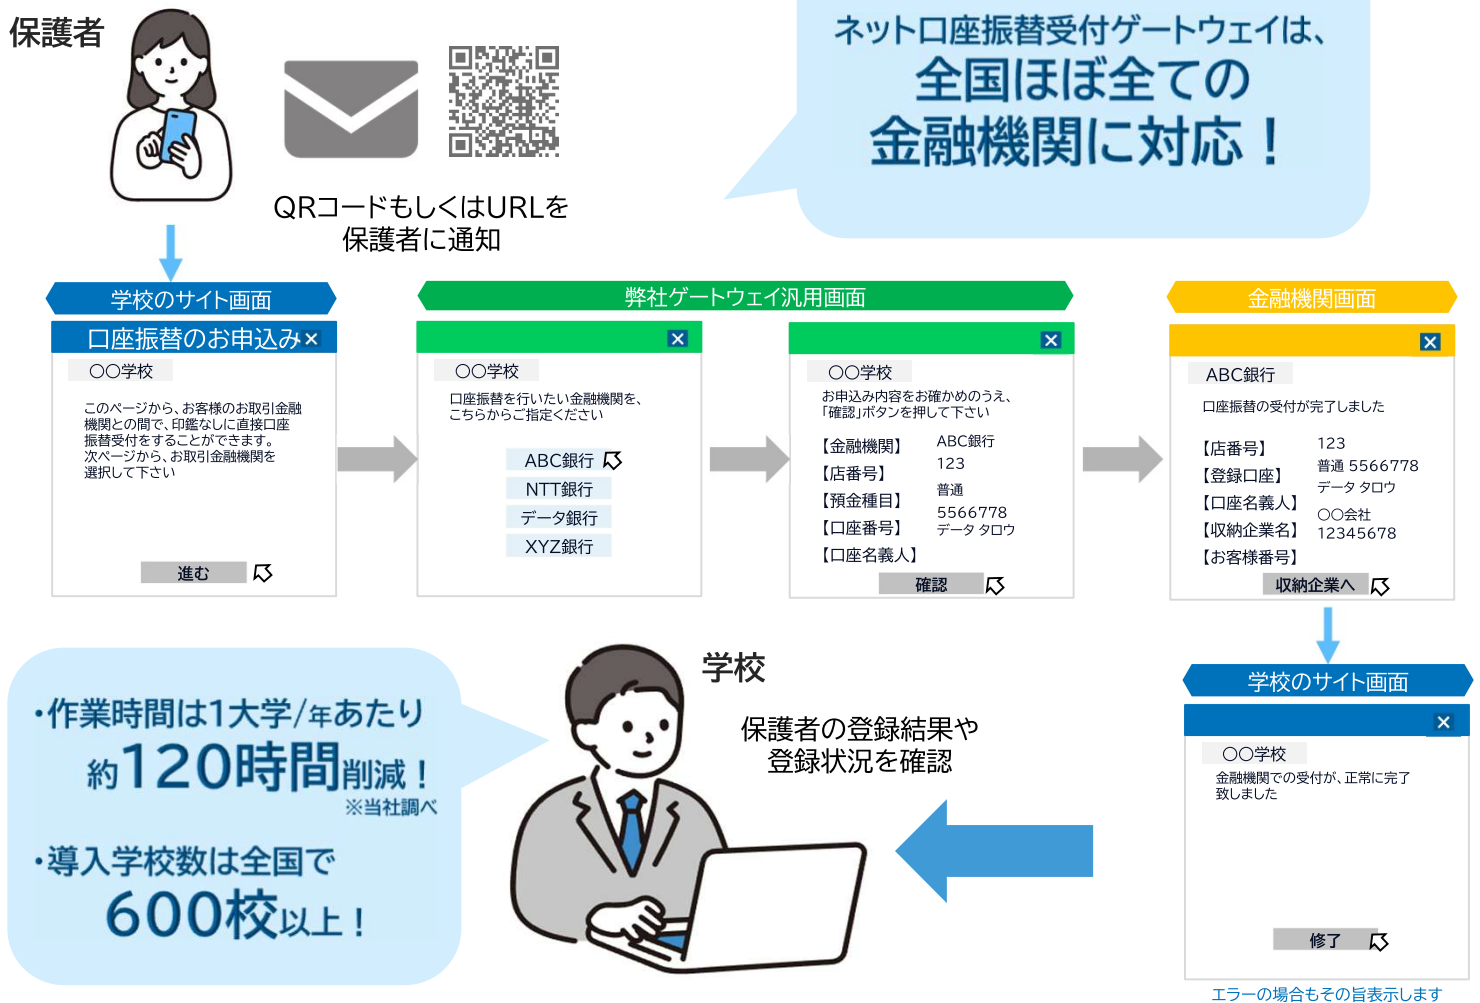 保護者
QRコードもしくはURLを
保護者に通知
ネット口座振替受付ゲートウェイは、
全国ほぼ全ての
金融機関に対応！
学校のサイト画面
口座振替のお申込み
〇〇学校
このページから、お客様のお取引金融
機関との間で、印鑑なしに直接口座
振替受付をすることができます。
次ページから、お取引金融機関を
選択して下さい
進む
弊社ゲートウェイ汎用画面
〇〇学校
口座振替を行いたい金融機関を、
こちらからご指定ください
ABC銀行
NTT銀行
データ銀行
XYZ銀行
〇〇学校
お申込み内容をお確かめのうえ、
「確認」ボタンを押して下さい
【金融機関】 ABC銀行
【店番号】 123
【預金種目】 普通
【口座番号】 5566778
【口座名義人】 データ タロウ
確認
金融機関画面
ABC銀行
口座振替の受付が完了しました
【店番号】 123
【登録口座】 普通 5566778
【口座名義人】 データ タロウ
【収納企業名】 〇〇会社
【お客様番号】 12345678
収納企業へ
学校のサイト画面
〇〇学校
金融機関での受付が、正常に完了
致しました
修了
エラーの場合もその旨表示します
学校
保護者の登録結果や
登録状況を確認
・作業時間は1大学/年あたり
約120時間削減！
※当社調べ
・導入学校数は全国で
600校以上！